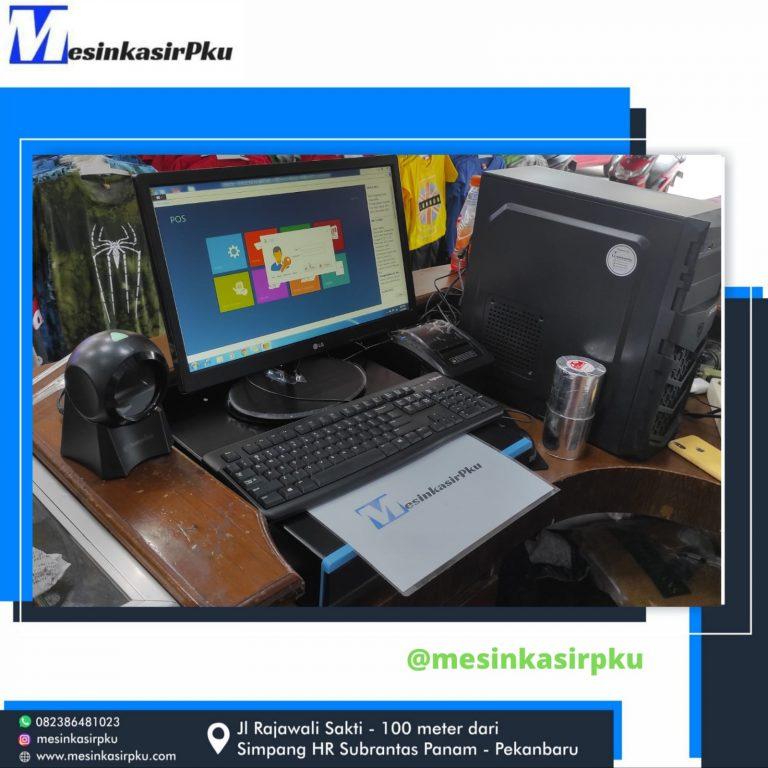 MesinkasirPku
POS
LG
MesinkasirPku
@mesinkasirpku
082386481023
mesinkasirpku
www.mesinkasirpku.com
Jl Rajawali Sakti - 100 meter dari
Simpang HR Subrantas Panam - Pekanbaru